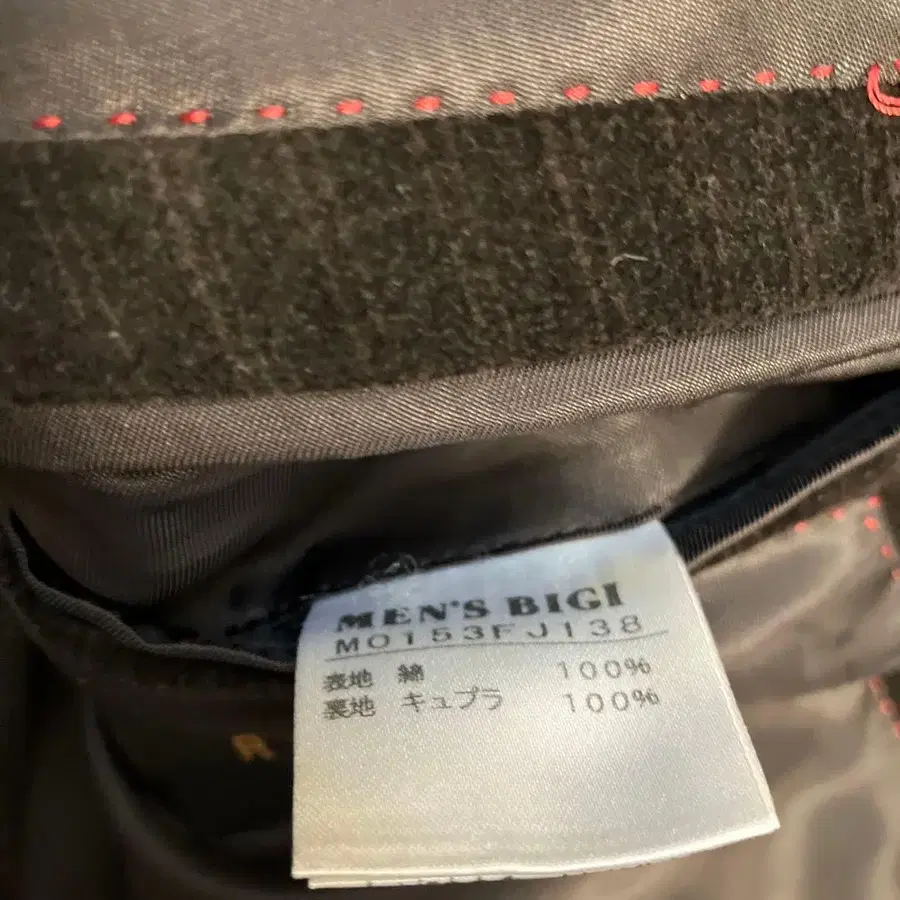 MEN'S BIGI
M0153FJ138
表地 綿 100%
裏地 キュプラ 100%
R